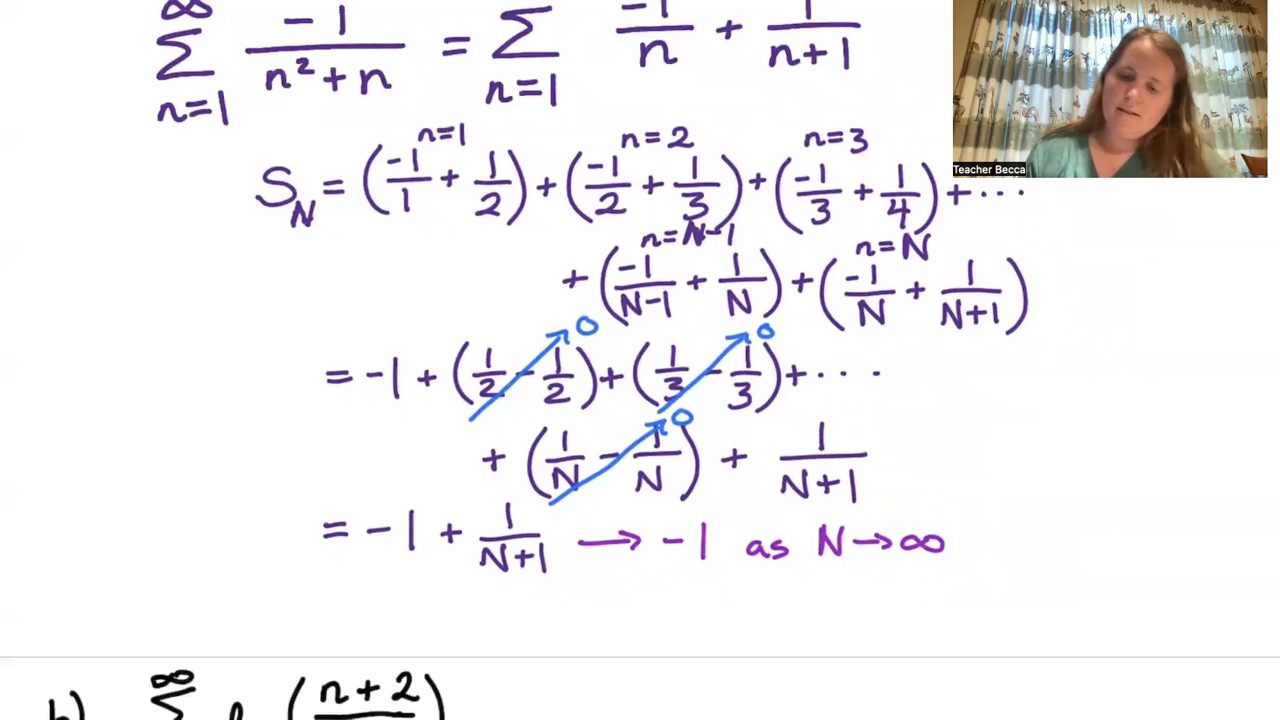 ∞
Σ -1/(n²+n) = Σ -1/n + 1/(n+1)
n=1 n=1
n=1 n=2 n=3
S_N = (-1/1 + 1/2) + (-1/2 + 1/3) + (-1/3 + 1/4) + ···
n=N-1 n=N
+ (-1/(N-1) + 1/N) + (-1/N + 1/(N+1))
0 0
= -1 + (1/2 - 1/2) + (1/3 - 1/3) + ···
0
+ (1/N - 1/N) + 1/(N+1)
= -1 + 1/(N+1) → -1 as N→∞
Teacher Becca
∞
b) Σ (n+2